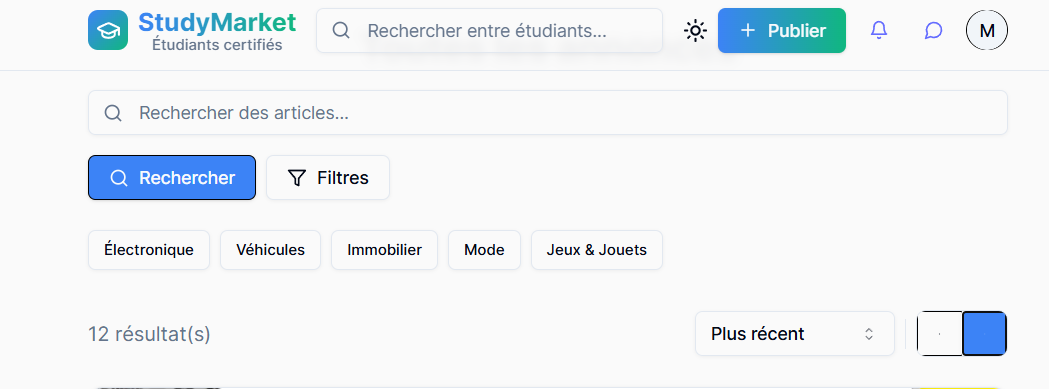 StudyMarket
Étudiants certifiés
Rechercher entre étudiants...
Publier
M
Rechercher des articles...
Rechercher
Filtres
Électronique
Véhicules
Immobilier
Mode
Jeux & Jouets
12 résultat(s)
Plus récent